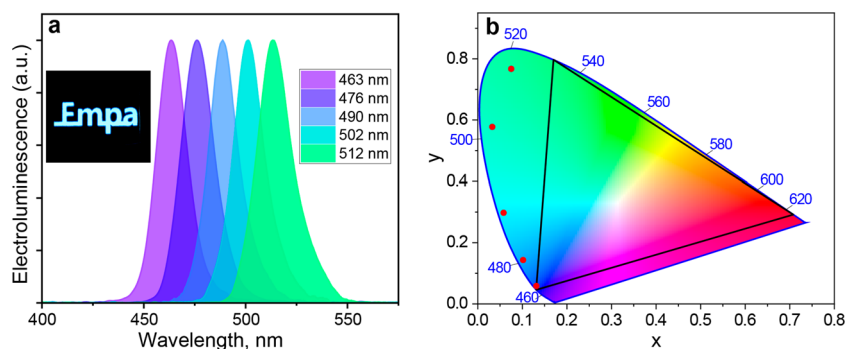 a
Electroluminescence (a.u.)
Empa
463 nm
476 nm
490 nm
502 nm
512 nm
400
450
500
550
Wavelength, nm
b
y
0.8
0.6
0.4
0.2
0.0
520
540
560
580
600
620
500
480
460
0.0
0.1
0.2
0.3
0.4
0.5
0.6
0.7
0.8
x